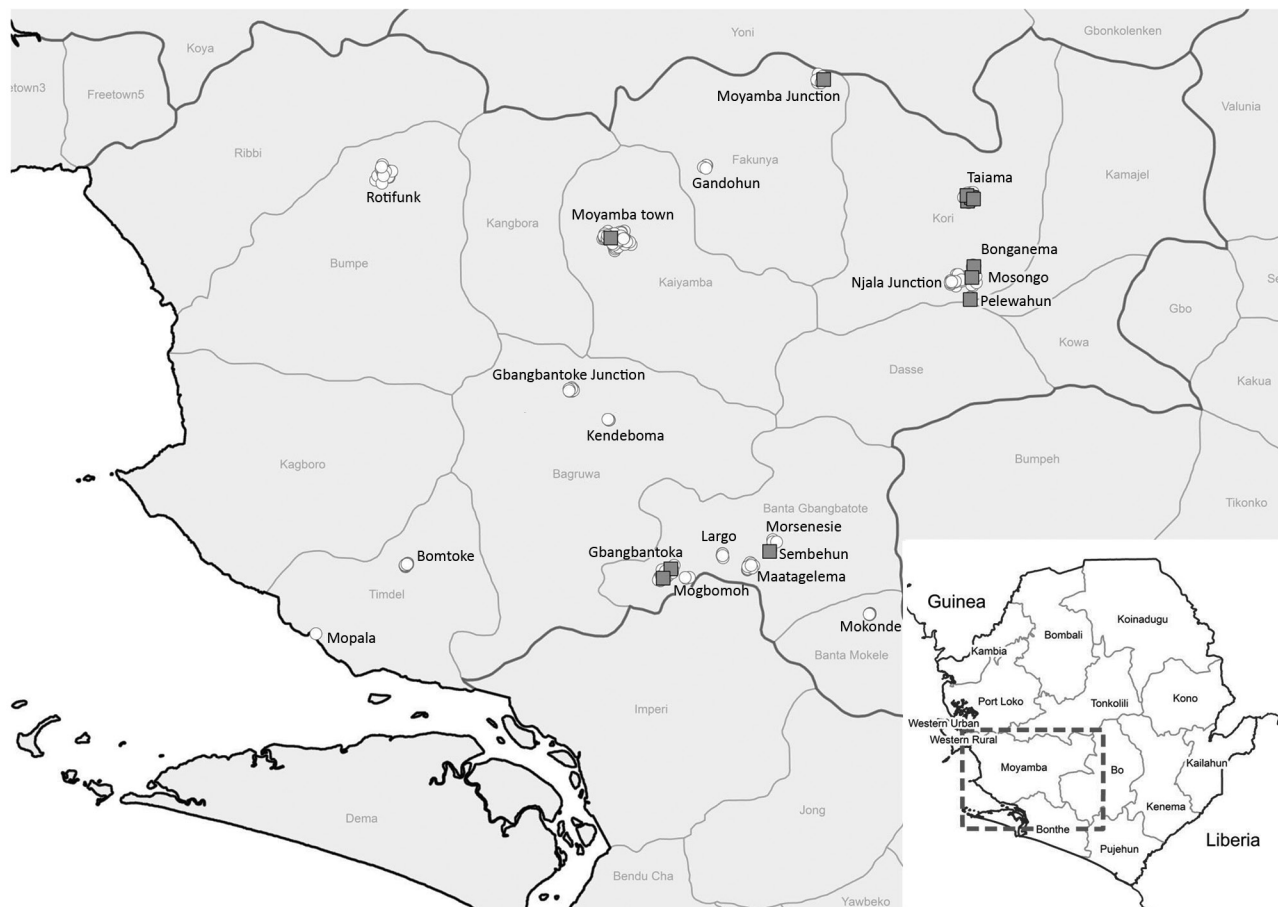 Koya
Yoni
Gbonkolenken
etown3
Freetown5
Moyamba Junction
Valunia
Ribbi
Fakunya
Rotifunk
Gandohun
Taiama
Kamajel
Moyamba town
Kangbora
Kori
Bumpe
Bonganema
Kaiyamba
Njala Junction
Mosongo
Pelewahun
Gbo
Se
Kowa
Gbangbantoke Junction
Dasse
Kakua
Kendeboma
Kagboro
Bagruwa
Bumpeh
Tikonko
Banta Gbangbatote
Morsenesie
Largo
Gbangbantoka
Sembehun
Bomtoke
Maatagelema
Mogbomoh
Timdel
Mopala
Mokonde
Banta Mokele
Imperi
Dema
Jong
Bendu Cha
Yawbeko
Guinea
Koinadugu
Bombali
Kambia
Port Loko
Tonkolili
Kono
Western Urban
Western Rural
Moyamba
Bo
Kailahun
Kenema
Bonthe
Liberia
Pujehun